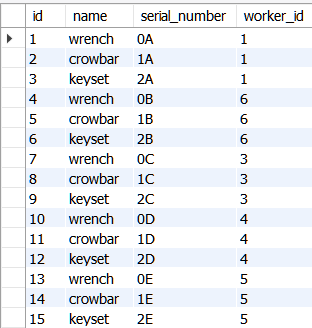 id name serial_number worker_id
1 wrench 0A 1
2 crowbar 1A 1
3 keyset 2A 1
4 wrench 0B 6
5 crowbar 1B 6
6 keyset 2B 6
7 wrench 0C 3
8 crowbar 1C 3
9 keyset 2C 3
10 wrench 0D 4
11 crowbar 1D 4
12 keyset 2D 4
13 wrench 0E 5
14 crowbar 1E 5
15 keyset 2E 5